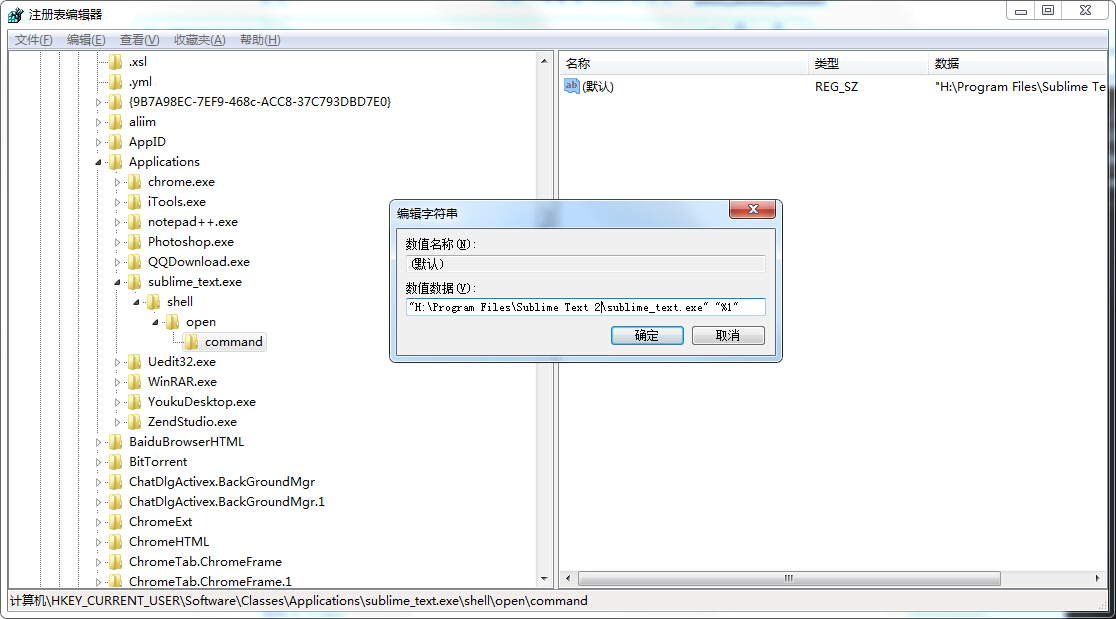 注册表编辑器
文件(F) 编辑(E) 查看(V) 收藏夹(A) 帮助(H)
.xsl
.yml
{9B7A98EC-7EF9-468c-ACC8-37C793DBD7E0}
aliim
AppID
Applications
chrome.exe
iTools.exe
notepad++.exe
Photoshop.exe
QQDownload.exe
sublime_text.exe
shell
open
command
Uedit32.exe
WinRAR.exe
YoukuDesktop.exe
ZendStudio.exe
BaiduBrowserHTML
BitTorrent
ChatDlgActivex.BackGroundMgr
ChatDlgActivex.BackGroundMgr.1
ChromeExt
ChromeHTML
ChromeTab.ChromeFrame
ChromeTab.ChromeFrame.1
名称 类型 数据
ab (默认) REG_SZ "H:\Program Files\Sublime Te
编辑字符串
数值名称(N):
(默认)
数值数据(V):
"H:\Program Files\Sublime Text 2\sublime_text.exe" "%1"
确定 取消
计算机\HKEY_CURRENT_USER\Software\Classes\Applications\sublime_text.exe\shell\open\command